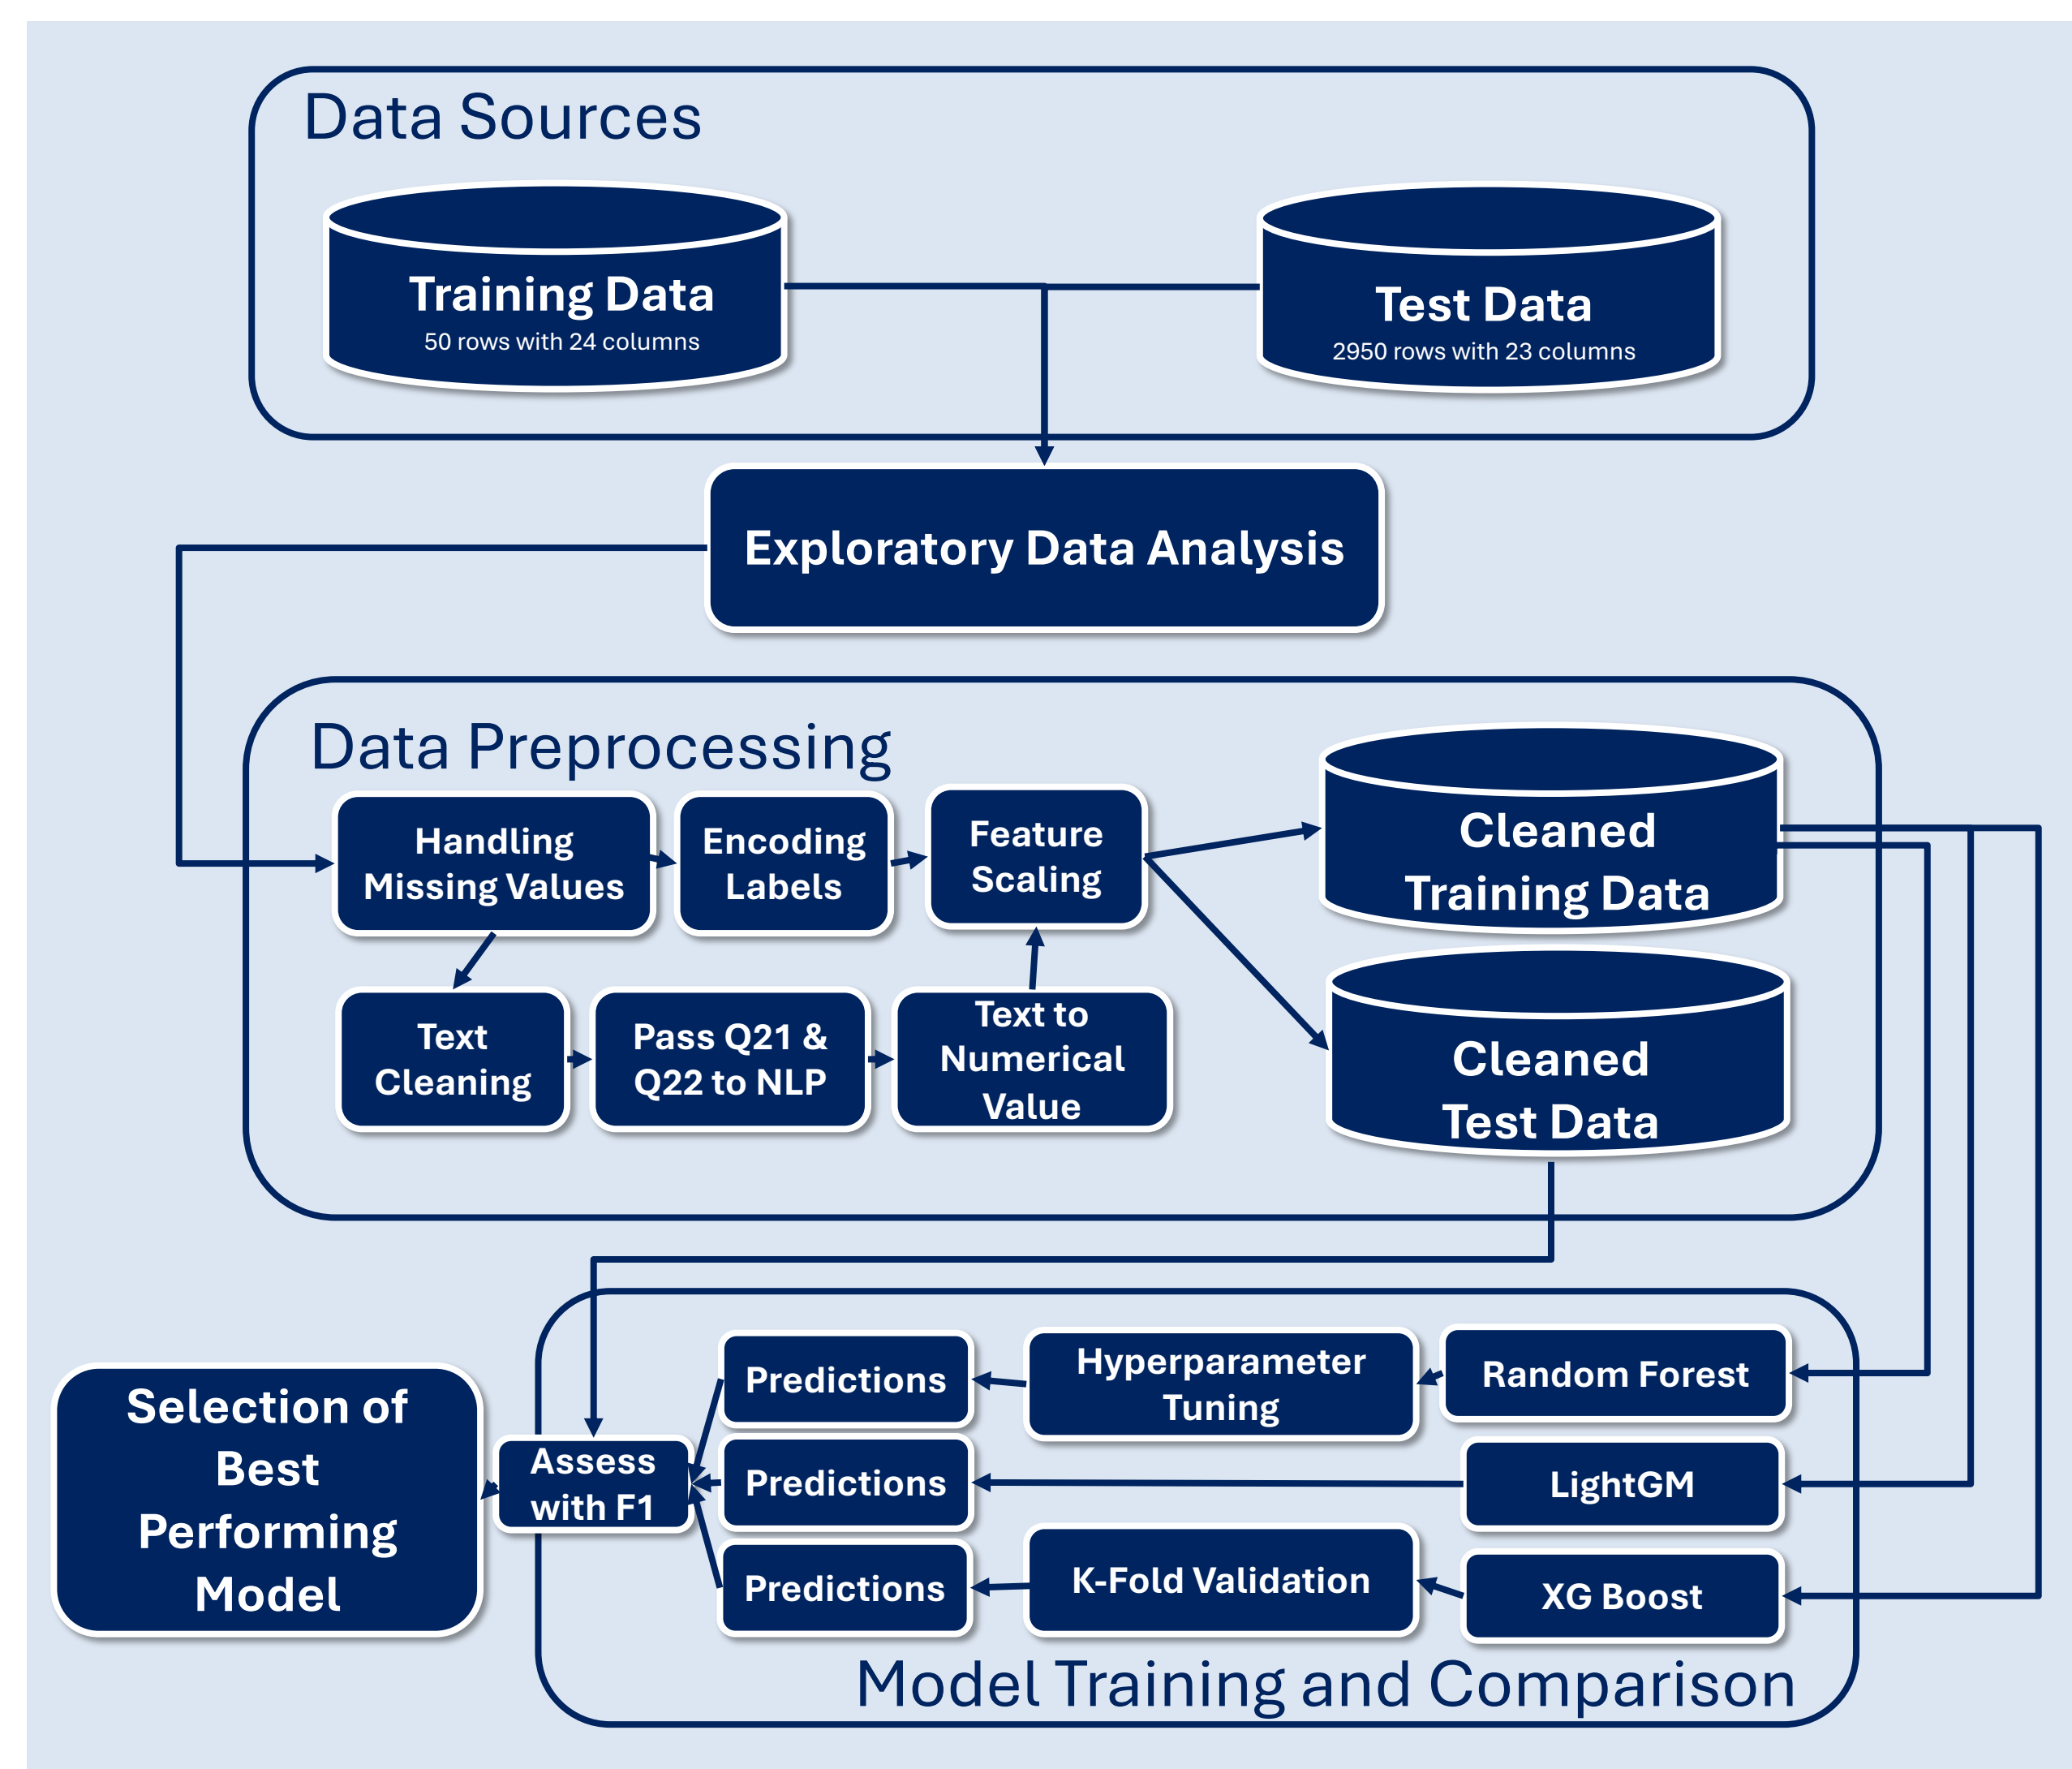 Data Sources
Training Data
50 rows with 24 columns
Test Data
2950 rows with 23 columns
Exploratory Data Analysis
Data Preprocessing
Handling
Missing Values
Encoding
Labels
Feature
Scaling
Cleaned
Training Data
Text
Cleaning
Pass Q21 &
Q22 to NLP
Text to
Numerical
Value
Cleaned
Test Data
Selection of
Best
Performing
Model
Assess
with F1
Predictions
Hyperparameter
Tuning
Random Forest
Predictions
LightGM
Predictions
K-Fold Validation
XG Boost
Model Training and Comparison